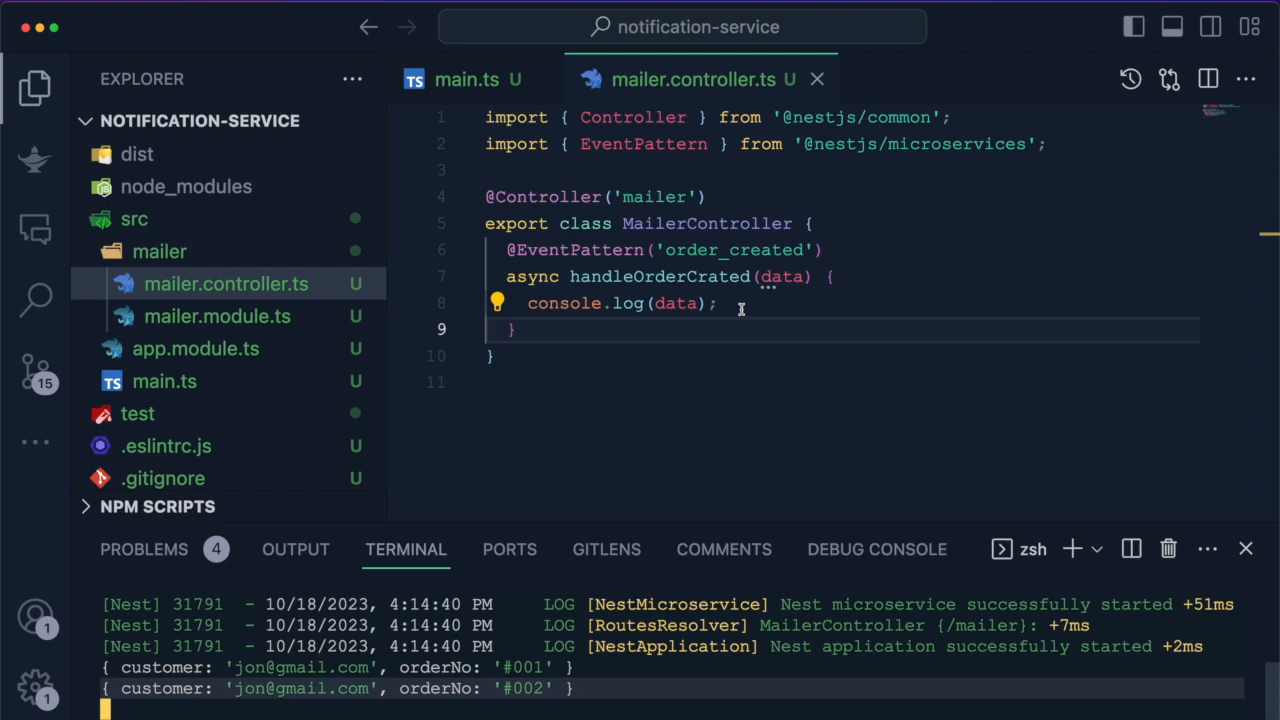 notification-service
EXPLORER
NOTIFICATION-SERVICE
dist
node_modules
src
mailer
mailer.controller.ts U
mailer.module.ts U
app.module.ts U
TS main.ts U
test
.eslintrc.js U
.gitignore U
NPM SCRIPTS
15
1
1
TS main.ts U
mailer.controller.ts U
1 import { Controller } from '@nestjs/common';
2 import { EventPattern } from '@nestjs/microservices';
3
4 @Controller('mailer')
5 export class MailerController {
6 @EventPattern('order_created')
7 async handleOrderCrated(data) {
8 console.log(data);
9 }
10 }
11
PROBLEMS 4 OUTPUT TERMINAL PORTS GITLENS COMMENTS DEBUG CONSOLE zsh
[Nest] 31791 - 10/18/2023, 4:14:40 PM LOG [NestMicroservice] Nest microservice successfully started +51ms
[Nest] 31791 - 10/18/2023, 4:14:40 PM LOG [RoutesResolver] MailerController {/mailer}: +7ms
[Nest] 31791 - 10/18/2023, 4:14:40 PM LOG [NestApplication] Nest application successfully started +2ms
{ customer: 'jon@gmail.com', orderNo: '#001' }
{ customer: 'jon@gmail.com', orderNo: '#002' }